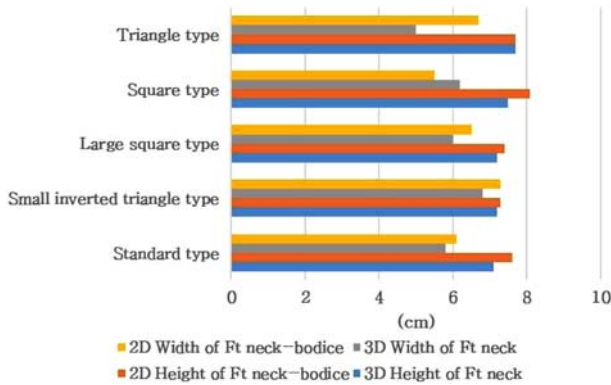 Triangle type
Square type
Large square type
Small inverted triangle type
Standard type
0 2 4 6 8 10
(cm)
2D Width of Ft neck-bodice 3D Width of Ft neck
2D Height of Ft neck-bodice 3D Height of Ft neck